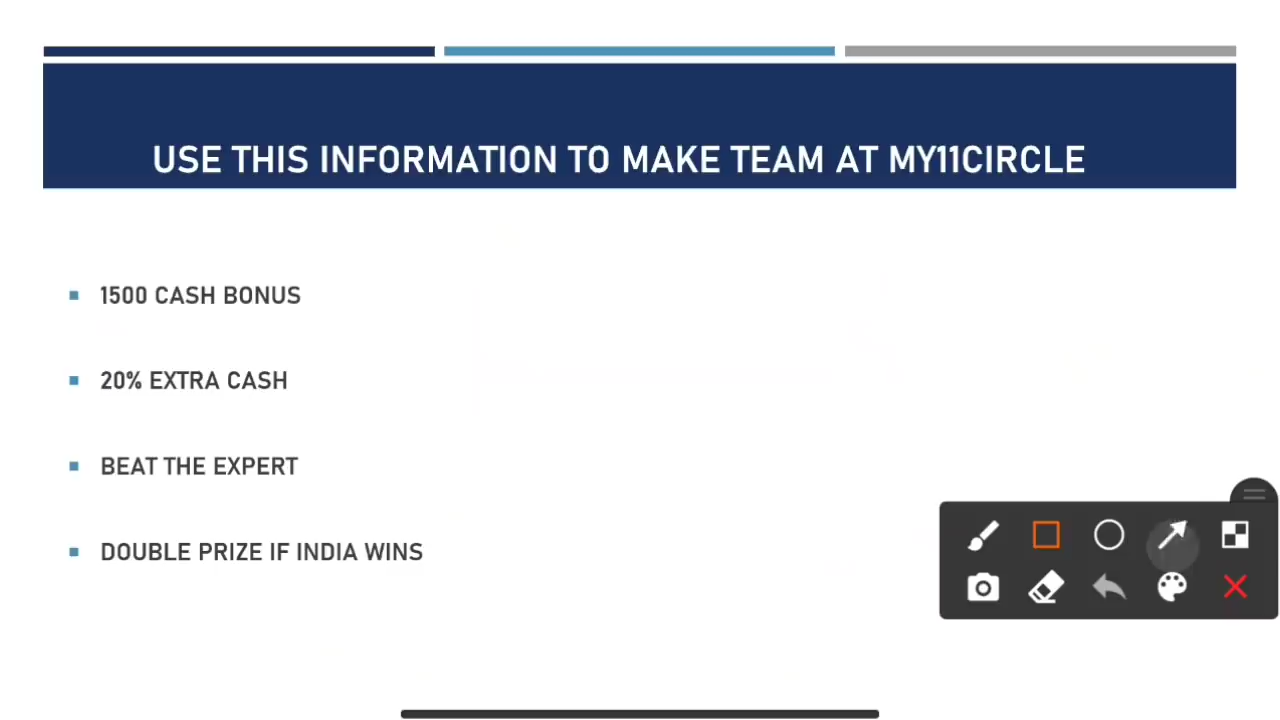 USE THIS INFORMATION TO MAKE TEAM AT MY11CIRCLE
1500 CASH BONUS
20% EXTRA CASH
BEAT THE EXPERT
DOUBLE PRIZE IF INDIA WINS